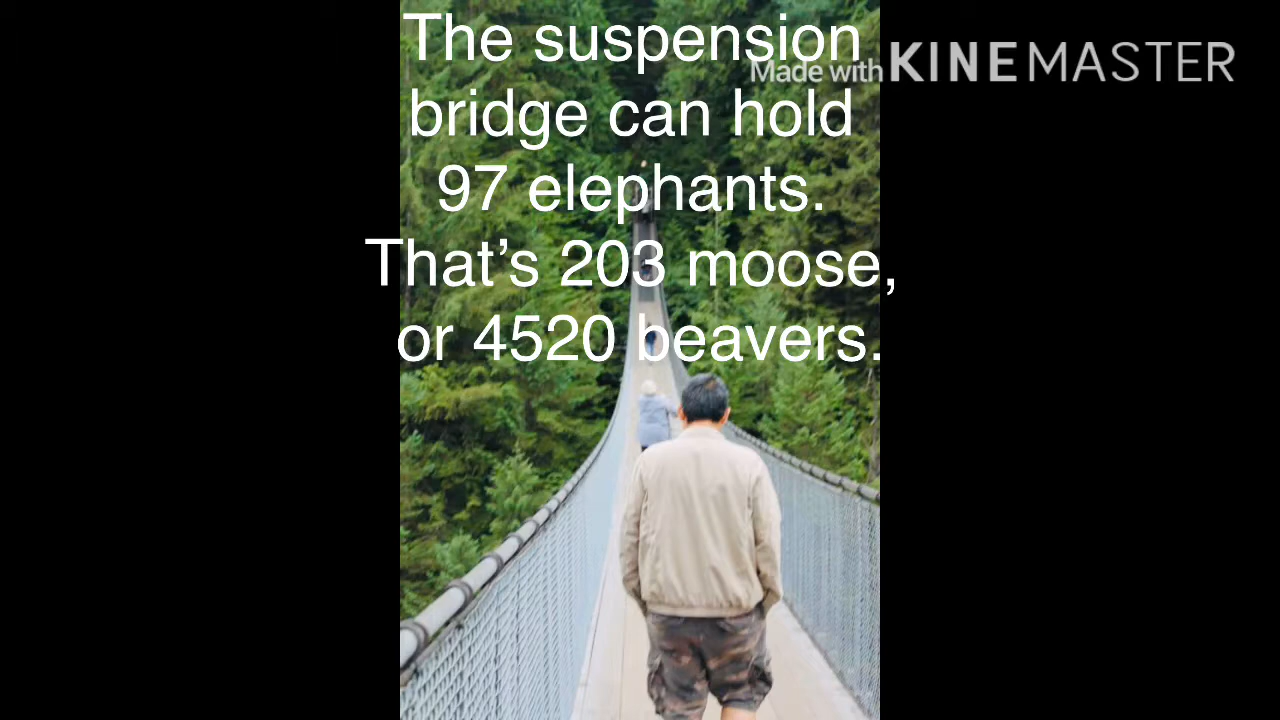 The suspension
Made with KINEMASTER
bridge can hold
97 elephants.
That’s 203 moose,
or 4520 beavers.